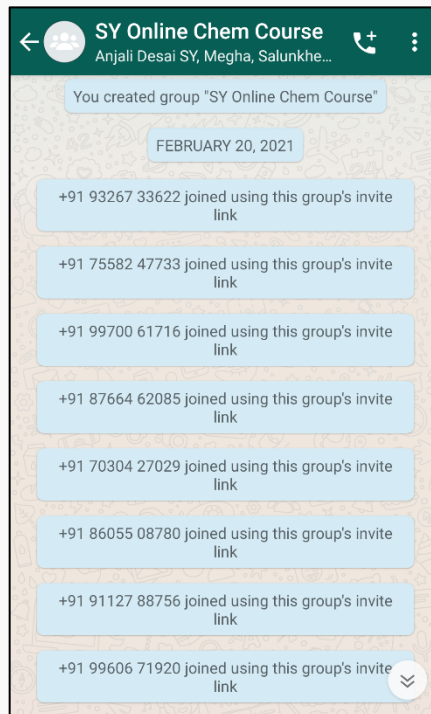 SY Online Chem Course
Anjali Desai SY, Megha, Salunkhe...
You created group "SY Online Chem Course"
FEBRUARY 20, 2021
+91 93267 33622 joined using this group's invite
link
+91 75582 47733 joined using this group's invite
link
+91 99700 61716 joined using this group's invite
link
+91 87664 62085 joined using this group's invite
link
+91 70304 27029 joined using this group's invite
link
+91 86055 08780 joined using this group's invite
link
+91 91127 88756 joined using this group's invite
link
+91 99606 71920 joined using this group's invite
link